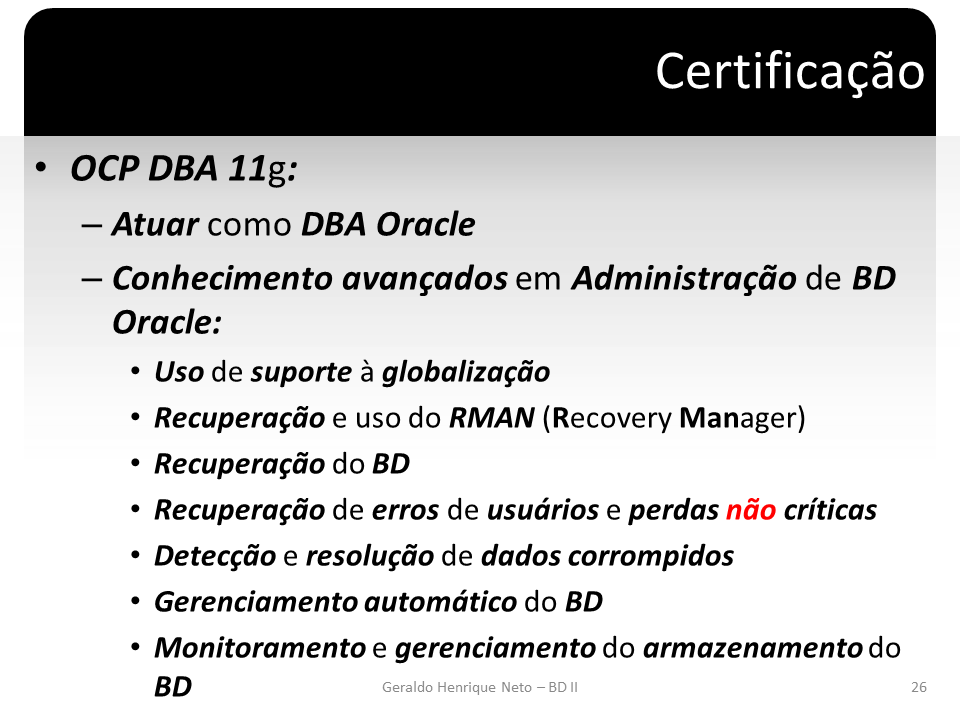 Certificação
• OCP DBA 11g:
– Atuar como DBA Oracle
– Conhecimento avançados em Administração de BD
Oracle:
• Uso de suporte à globalização
• Recuperação e uso do RMAN (Recovery Manager)
• Recuperação do BD
• Recuperação de erros de usuários e perdas não críticas
• Detecção e resolução de dados corrompidos
• Gerenciamento automático do BD
• Monitoramento e gerenciamento do armazenamento do
BD
Geraldo Henrique Neto – BD II
26